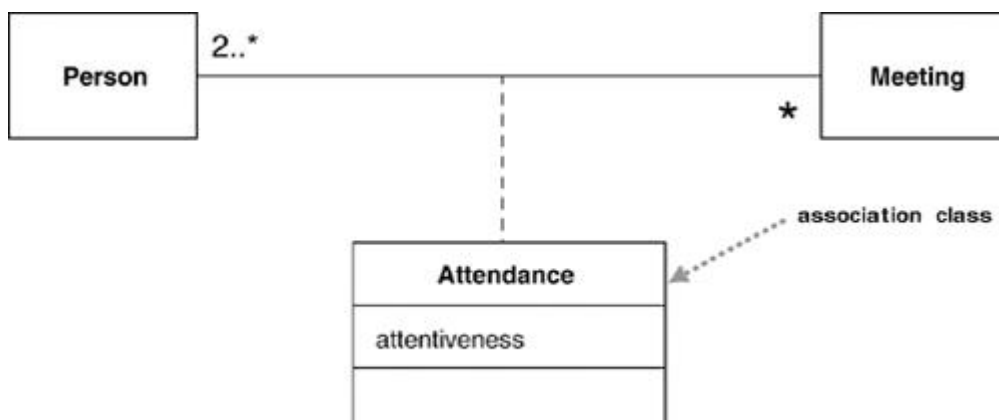 2..*
Person
Meeting
*
association class
Attendance
attentiveness